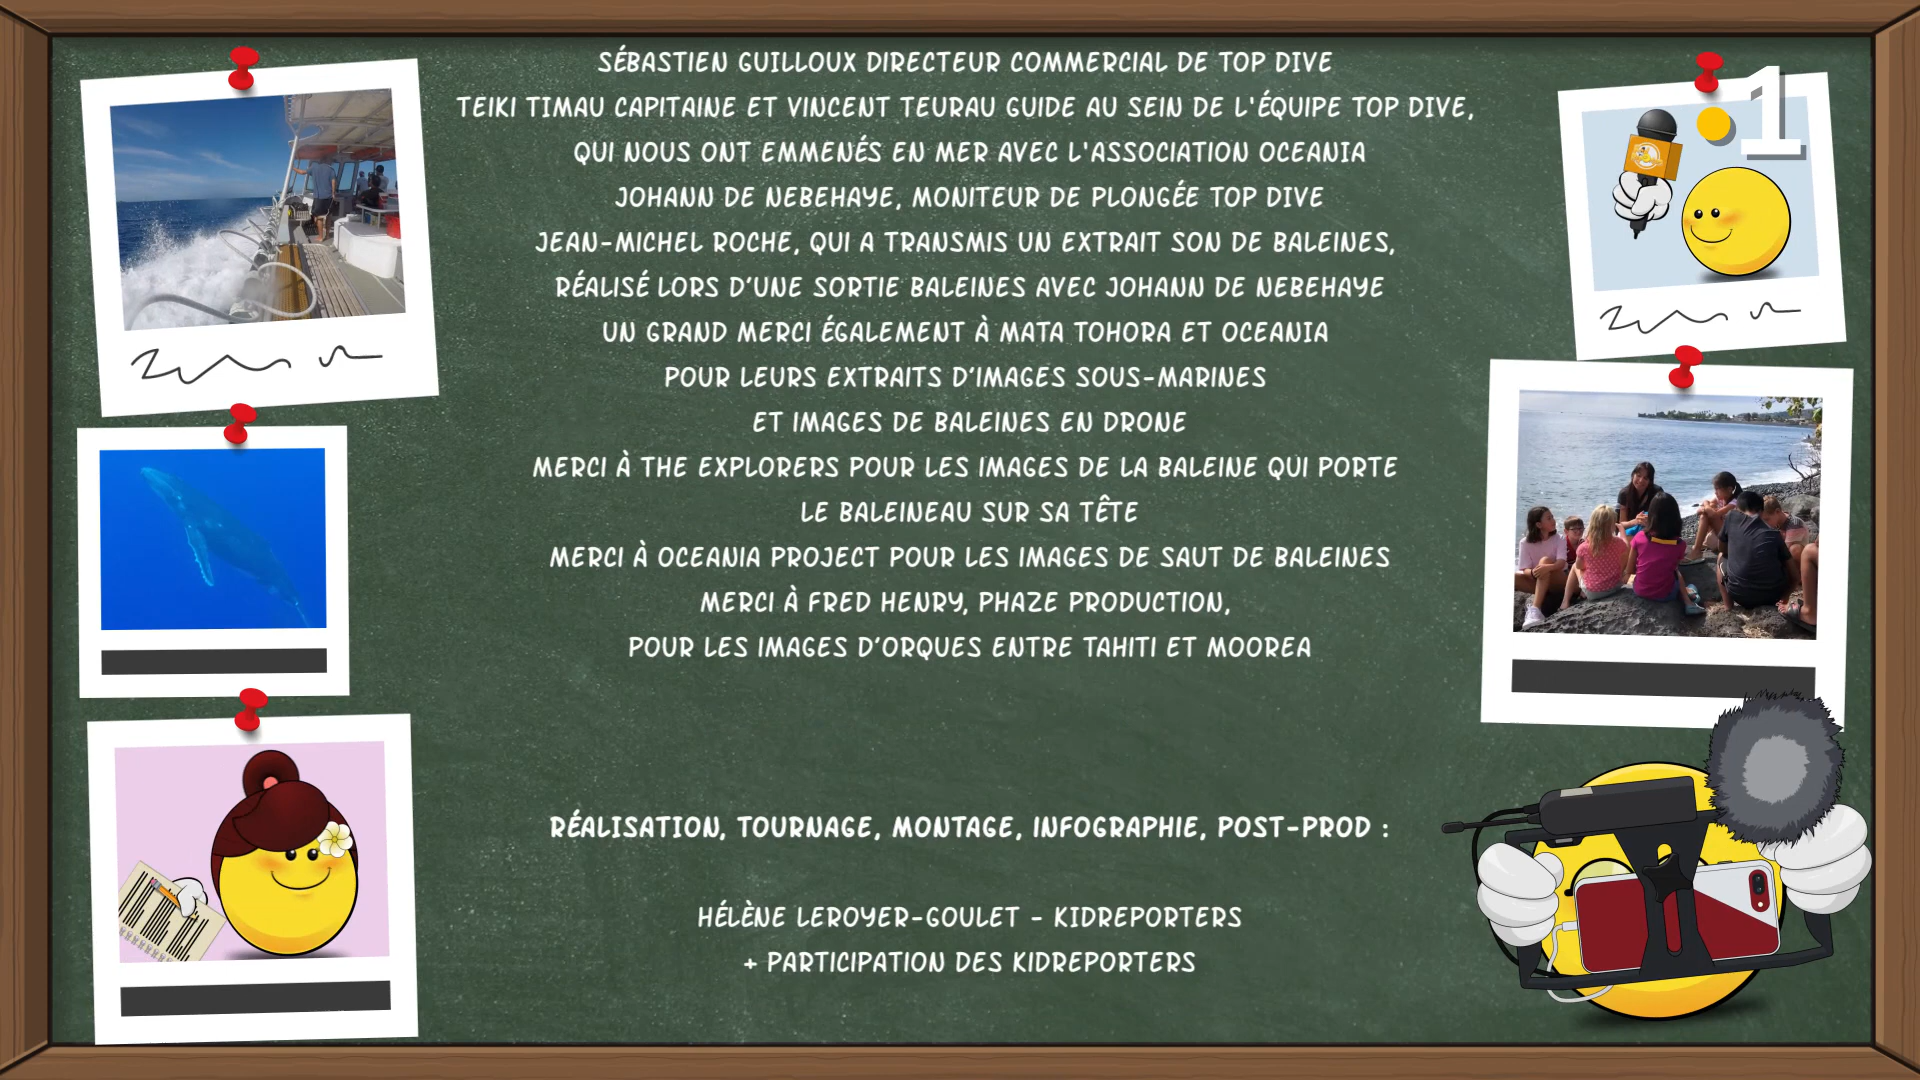 SÉBASTIEN GUILLOUX DIRECTEUR COMMERCIAL DE TOP DIVE
TEIKI TIMAU CAPITAINE ET VINCENT TEURAU GUIDE AU SEIN DE L'ÉQUIPE TOP DIVE,
QUI NOUS ONT EMMENÉS EN MER AVEC L'ASSOCIATION OCEANIA
JOHANN DE NEBEHAYE, MONITEUR DE PLONGÉE TOP DIVE
JEAN-MICHEL ROCHE, QUI A TRANSMIS UN EXTRAIT SON DE BALEINES,
RÉALISÉ LORS D'UNE SORTIE BALEINES AVEC JOHANN DE NEBEHAYE
UN GRAND MERCI ÉGALEMENT À MATA TOHORA ET OCEANIA
POUR LEURS EXTRAITS D'IMAGES SOUS-MARINES
ET IMAGES DE BALEINES EN DRONE
MERCI À THE EXPLORERS POUR LES IMAGES DE LA BALEINE QUI PORTE
LE BALEINEAU SUR SA TÊTE
MERCI À OCEANIA PROJECT POUR LES IMAGES DE SAUT DE BALEINES
MERCI À FRED HENRY, PHAZE PRODUCTION,
POUR LES IMAGES D'ORQUES ENTRE TAHITI ET MOOREA
RÉALISATION, TOURNAGE, MONTAGE, INFOGRAPHIE, POST-PROD :
HÉLÈNE LEROYER-GOULET - KIDREPORTERS
+ PARTICIPATION DES KIDREPORTERS
1